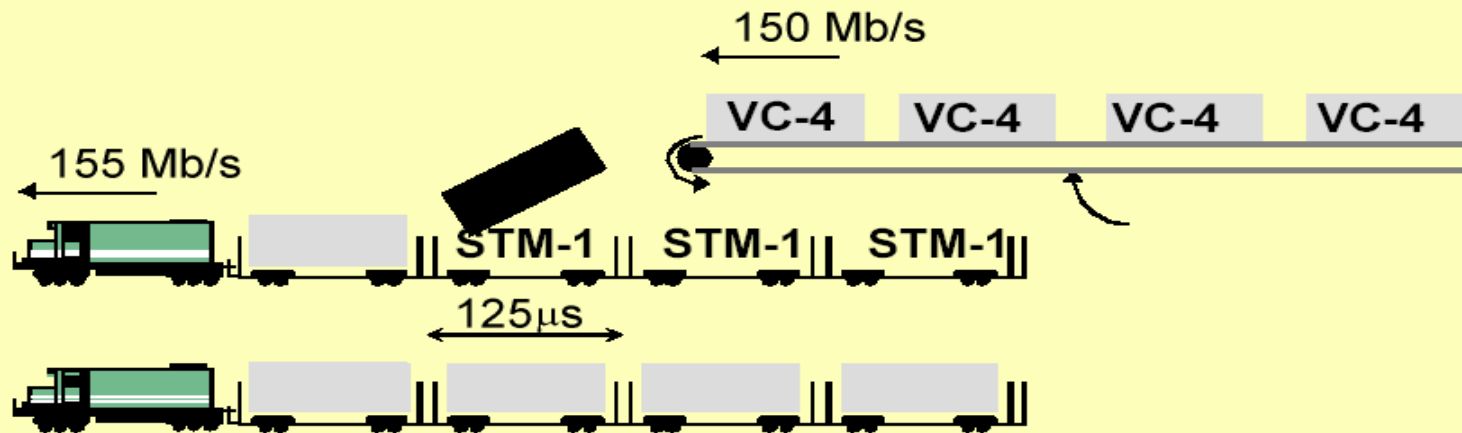 150 Mb/s
VC-4 VC-4 VC-4 VC-4
155 Mb/s
STM-1 STM-1 STM-1
125μs